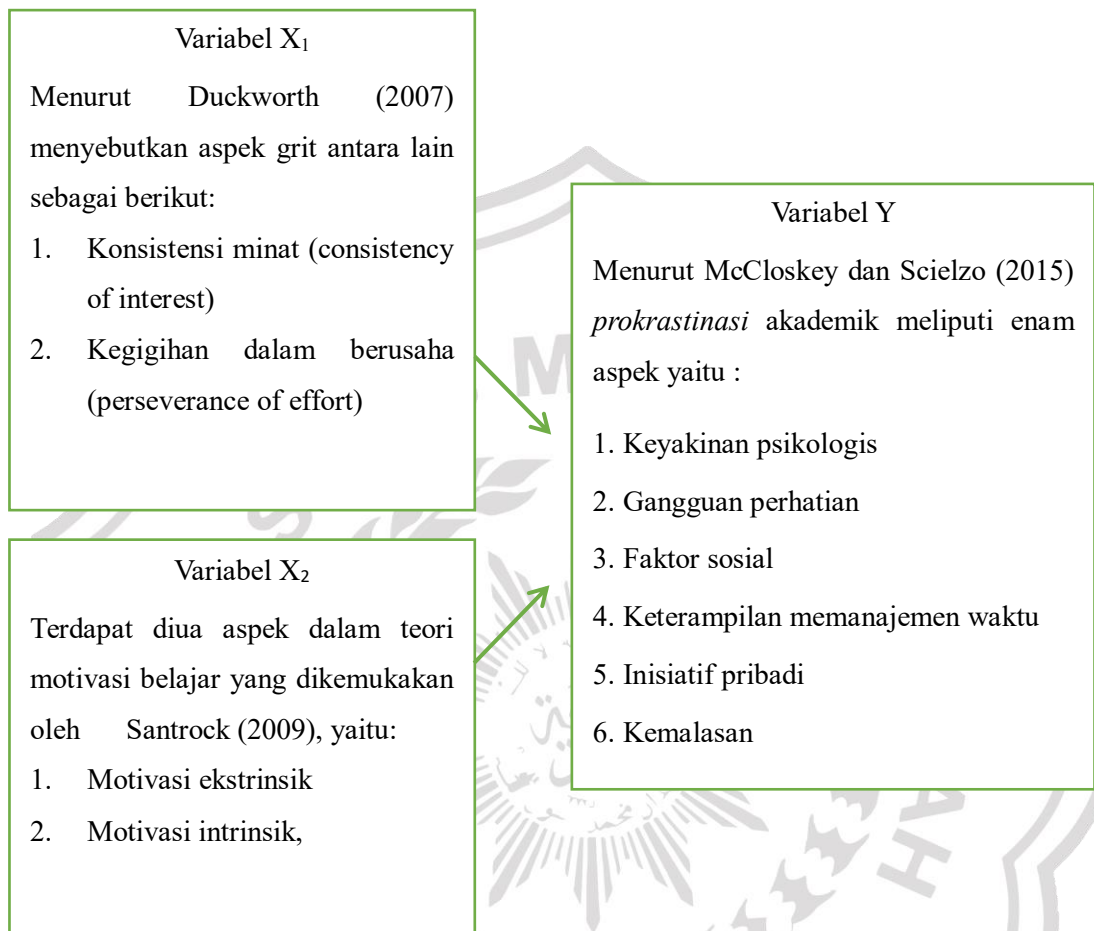 Variabel X₁
Menurut Duckworth (2007)
menyebutkan aspek grit antara lain
sebagai berikut:
1. Konsistensi minat (consistency
of interest)
2. Kegigihan dalam berusaha
(perseverance of effort)
Variabel X₂
Terdapat diua aspek dalam teori
motivasi belajar yang dikemukakan
oleh Santrock (2009), yaitu:
1. Motivasi ekstrinsik
2. Motivasi intrinsik,
Variabel Y
Menurut McCloskey dan Scielzo (2015)
prokrastinasi akademik meliputi enam
aspek yaitu :
1. Keyakinan psikologis
2. Gangguan perhatian
3. Faktor sosial
4. Keterampilan memanajemen waktu
5. Inisiatif pribadi
6. Kemalasan